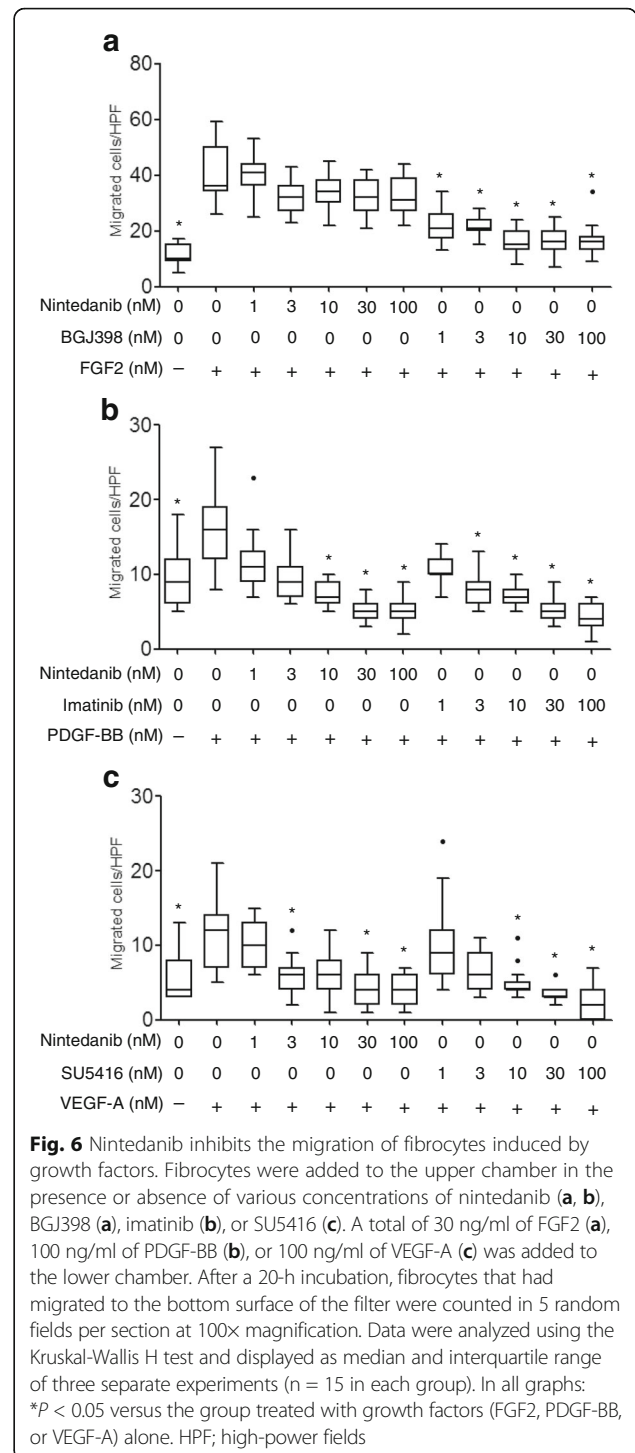 a
80
60
40
20
0
Migrated cells/HPF
* * * * * *
Nintedanib (nM) 0 0 1 3 10 30 100 0 0 0 0 0
BGJ398 (nM) 0 0 0 0 0 0 0 1 3 10 30 100
FGF2 (nM) − + + + + + + + + + + +
b
30
20
10
0
Migrated cells/HPF
* * * * * * * *
Nintedanib (nM) 0 0 1 3 10 30 100 0 0 0 0 0
Imatinib (nM) 0 0 0 0 0 0 0 1 3 10 30 100
PDGF-BB (nM) − + + + + + + + + + + +
c
30
20
10
0
Migrated cells/HPF
* * * * * * *
Nintedanib (nM) 0 0 1 3 10 30 100 0 0 0 0 0
SU5416 (nM) 0 0 0 0 0 0 0 1 3 10 30 100
VEGF-A (nM) − + + + + + + + + + + +
Fig. 6 Nintedanib inhibits the migration of fibrocytes induced by
growth factors. Fibrocytes were added to the upper chamber in the
presence or absence of various concentrations of nintedanib (a, b),
BGJ398 (a), imatinib (b), or SU5416 (c). A total of 30 ng/ml of FGF2 (a),
100 ng/ml of PDGF-BB (b), or 100 ng/ml of VEGF-A (c) was added to
the lower chamber. After a 20-h incubation, fibrocytes that had
migrated to the bottom surface of the filter were counted in 5 random
fields per section at 100× magnification. Data were analyzed using the
Kruskal-Wallis H test and displayed as median and interquartile range
of three separate experiments (n = 15 in each group). In all graphs:
*P < 0.05 versus the group treated with growth factors (FGF2, PDGF-BB,
or VEGF-A) alone. HPF; high-power fields